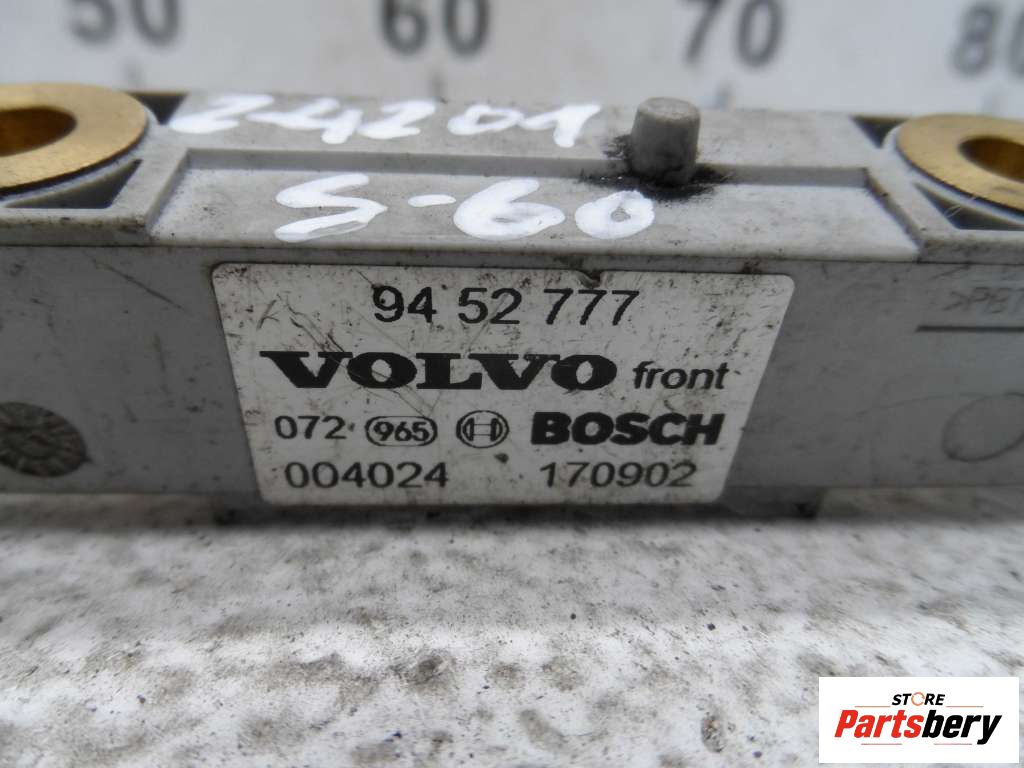 50 60 70 80
24201
S-60
94 52 777
VOLVO front
072 965 BOSCH
004024 170902
STORE
Partsbery